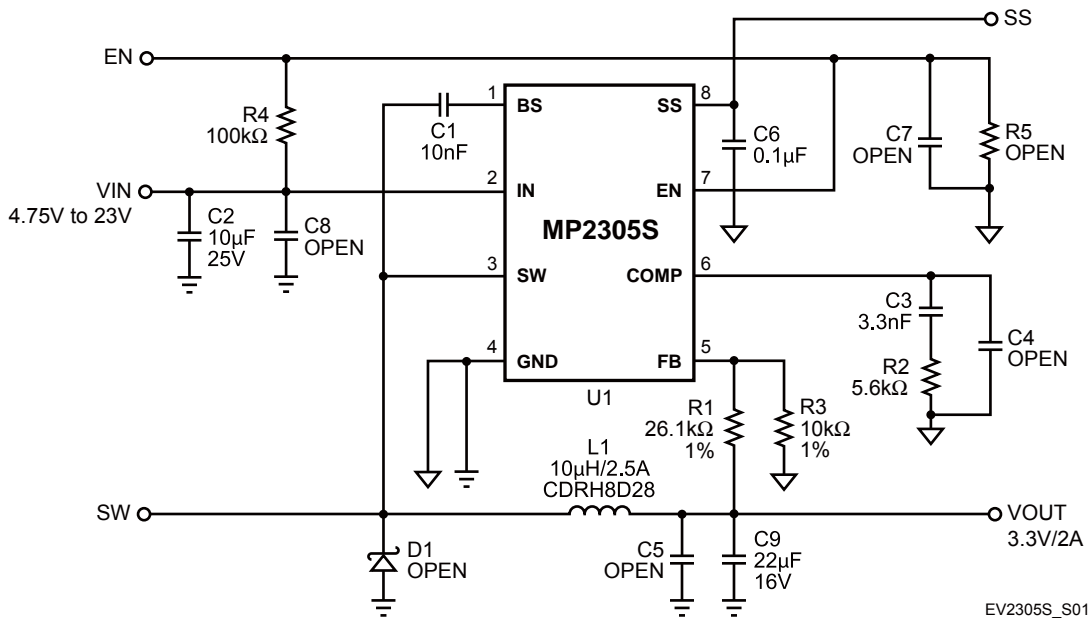 SS
EN
R4
100kΩ
1
BS
C1
10nF
SS
8
C6
0.1µF
C7
OPEN
R5
OPEN
VIN
4.75V to 23V
2
IN
EN
7
C2
10µF
25V
C8
OPEN
MP2305S
3
SW
COMP
6
C3
3.3nF
C4
OPEN
R2
5.6kΩ
4
GND
FB
5
U1
R1
26.1kΩ
1%
R3
10kΩ
1%
L1
10µH/2.5A
CDRH8D28
SW
VOUT
3.3V/2A
D1
OPEN
C5
OPEN
C9
22µF
16V
EV2305S_S01